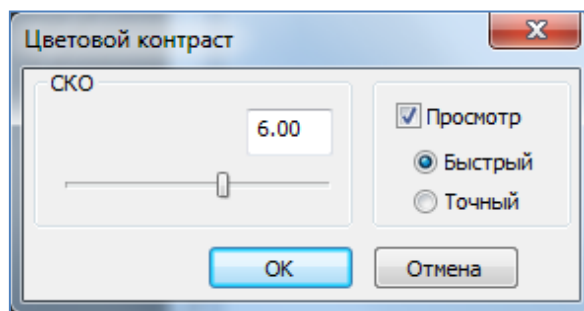 Цветовой контраст
СКО
6.00
Просмотр
Быстрый
Точный
OK
Отмена